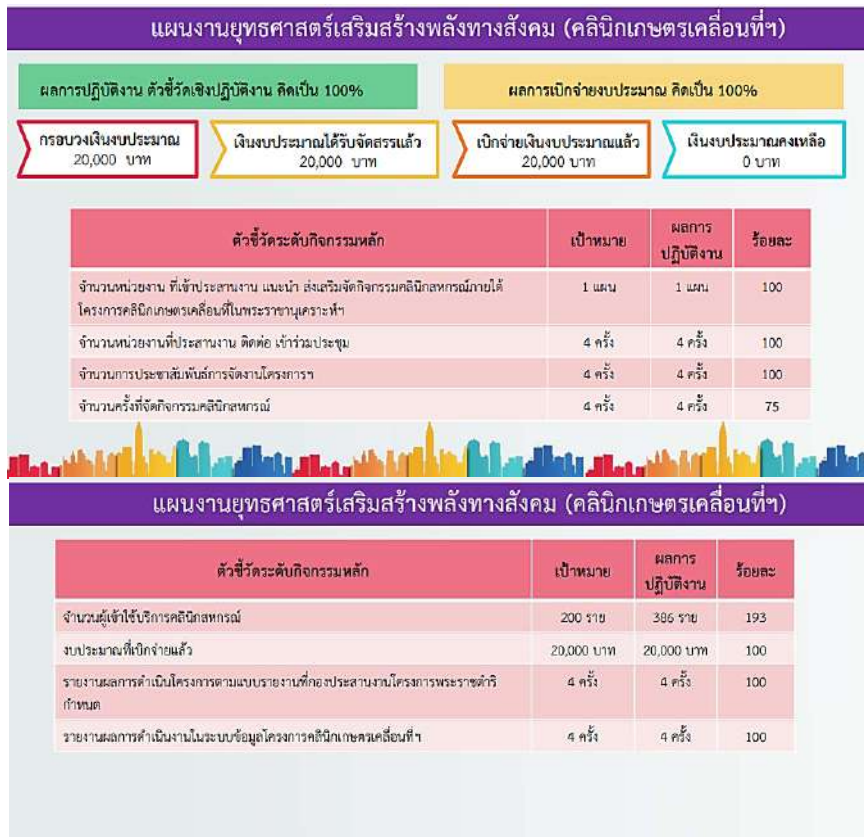 แผนงานยุทธศาสตร์เสริมสร้างพลังทางสังคม (คลินิกเกษตรเคลื่อนที่ฯ)
ผลการปฏิบัติงาน ตัวชี้วัดเชิงปฏิบัติงาน คิดเป็น 100%
ผลการเบิกจ่ายงบประมาณ คิดเป็น 100%
กรอบวงเงินงบประมาณ
20,000 บาท
เงินงบประมาณได้รับจัดสรรแล้ว
20,000 บาท
เบิกจ่ายเงินงบประมาณแล้ว
20,000 บาท
เงินงบประมาณคงเหลือ
0 บาท
ตัวชี้วัดระดับกิจกรรมหลัก เป้าหมาย ผลการ ร้อยละ
ปฏิบัติงาน
จำนวนหน่วยงาน ที่เข้าประสานงาน แนะนำ ส่งเสริมจัดกิจกรรมคลินิกสหกรณ์ภายใต้ 1 แผน 1 แผน 100
โครงการคลินิกเกษตรเคลื่อนที่ในพระราชานุเคราะห์ฯ
จำนวนหน่วยงานที่ประสานงาน ติดต่อ เข้าร่วมประชุม 4 ครั้ง 4 ครั้ง 100
จำนวนการประชาสัมพันธ์การจัดงานโครงการฯ 4 ครั้ง 4 ครั้ง 100
จำนวนครั้งที่จัดกิจกรรมคลินิกสหกรณ์ 4 ครั้ง 4 ครั้ง 75
แผนงานยุทธศาสตร์เสริมสร้างพลังทางสังคม (คลินิกเกษตรเคลื่อนที่ฯ)
ตัวชี้วัดระดับกิจกรรมหลัก เป้าหมาย ผลการ ร้อยละ
ปฏิบัติงาน
จำนวนผู้เข้าใช้บริการคลินิกสหกรณ์ 200 ราย 386 ราย 193
งบประมาณที่เบิกจ่ายแล้ว 20,000 บาท 20,000 บาท 100
รายงานผลการดำเนินโครงการตามแบบรายงานที่กองประสานงานโครงการพระราชดำริ 4 ครั้ง 4 ครั้ง 100
กำหนด
รายงานผลการดำเนินงานในระบบข้อมูลโครงการคลินิกเกษตรเคลื่อนที่ฯ 4 ครั้ง 4 ครั้ง 100